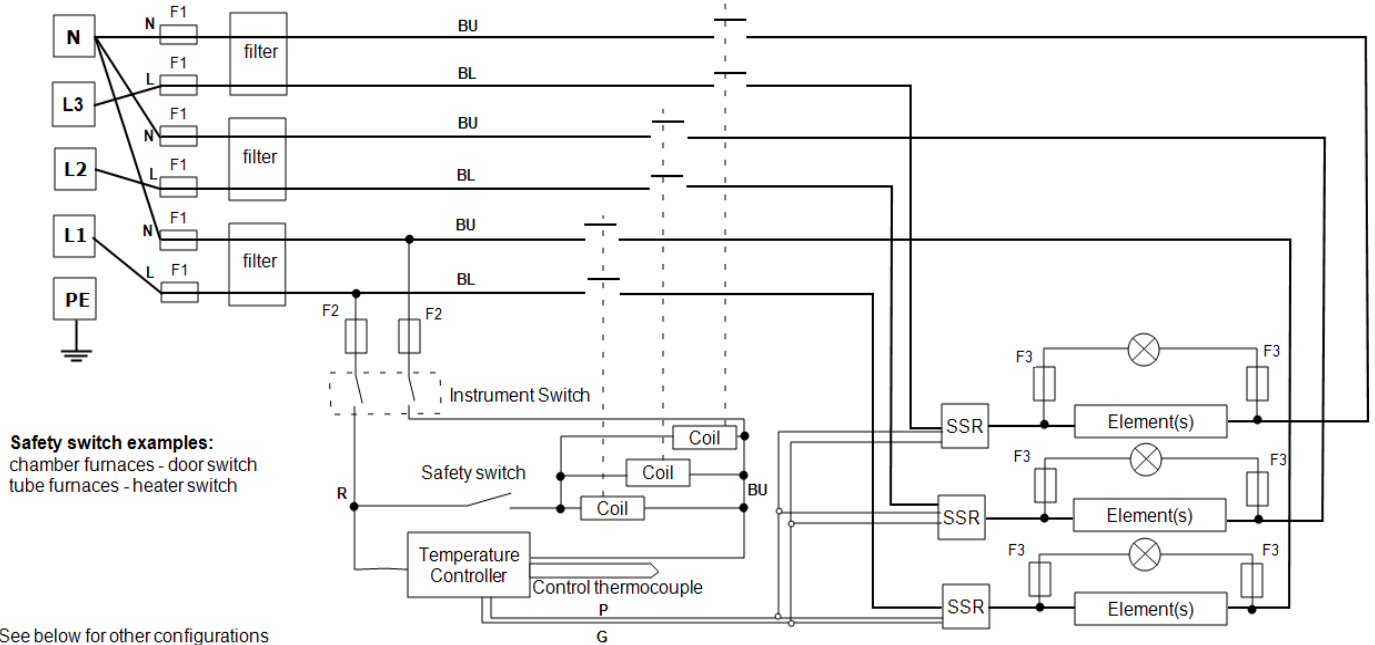 F1
N
N
filter
BU
F1
L
L3
BL
F1
N
filter
BU
L2
F1
L
BL
F1
L1
N
filter
BU
F1
L
BL
PE
F2
F2
Instrument Switch
F3
F3
SSR
Element(s)
Safety switch examples:
chamber furnaces - door switch
tube furnaces - heater switch
Coil
Safety switch
Coil
R
BU
Coil
F3
F3
SSR
Element(s)
Temperature
Controller
Control thermocouple
F3
F3
P
SSR
Element(s)
G
See below for other configurations